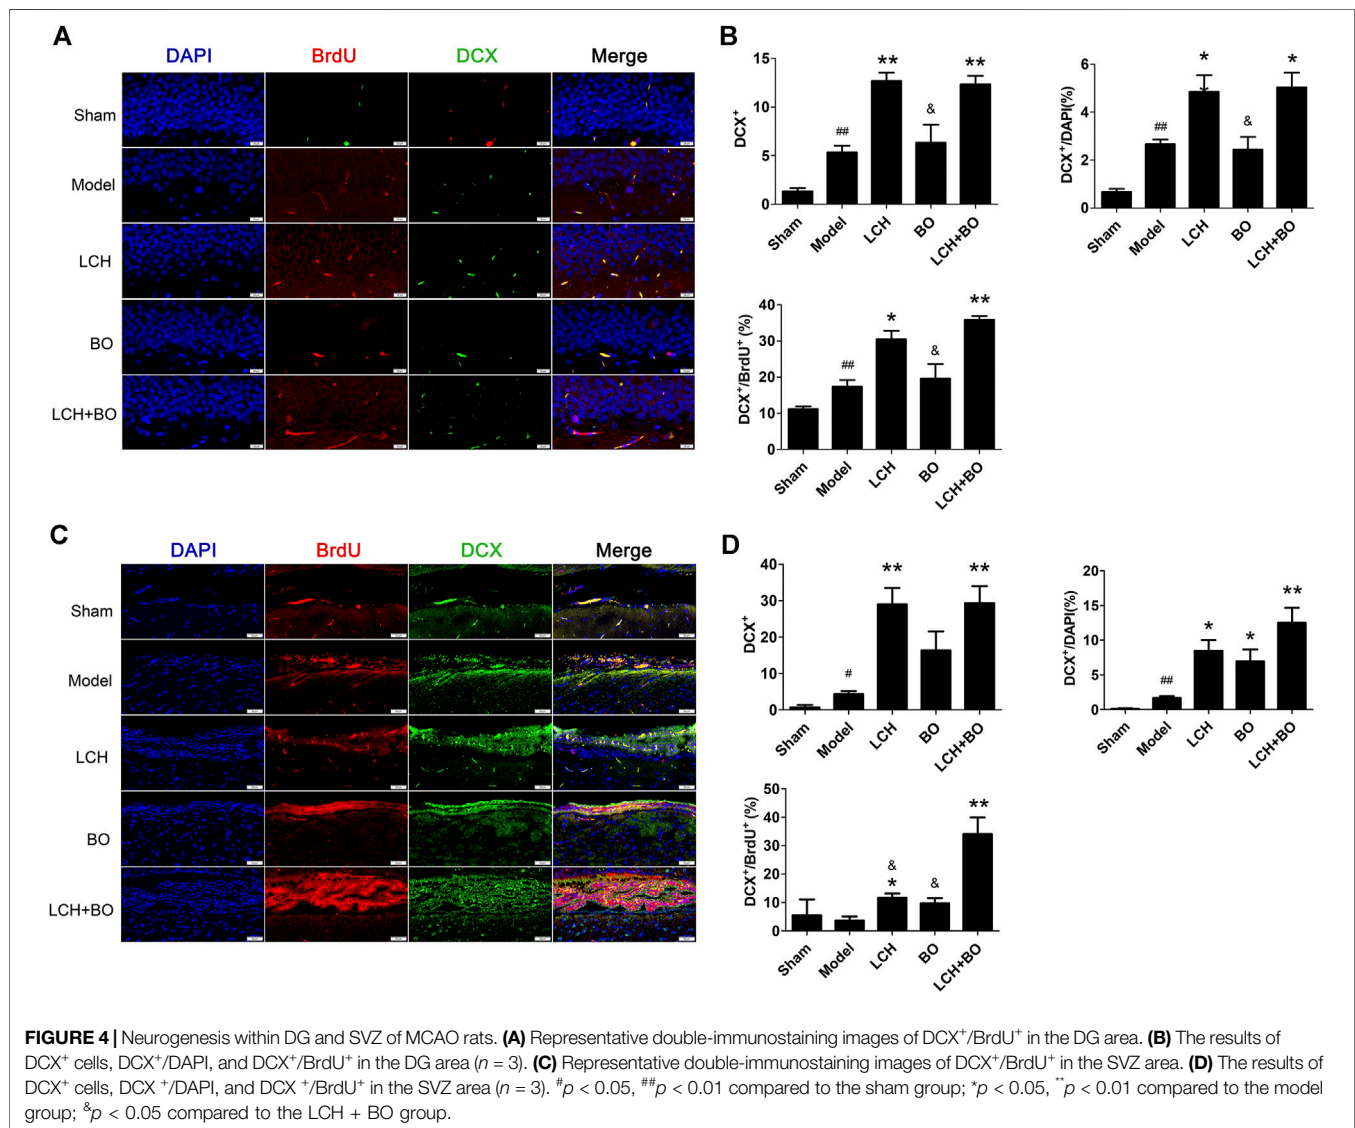 A
DAPI BrdU DCX Merge
Sham
Model
LCH
BO
LCH+BO
B
DCX⁺
15
10
5
0
**
**
&
##
Sham Model LCH BO LCH+BO
DCX⁺/DAPI(%)
6
4
2
0
*
*
&
##
Sham Model LCH BO LCH+BO
DCX⁺/BrdU⁺ (%)
40
30
20
10
0
**
*
&
##
Sham Model LCH BO LCH+BO
C
DAPI BrdU DCX Merge
Sham
Model
LCH
BO
LCH+BO
D
DCX⁺
40
30
20
10
0
** **
#
Sham Model LCH BO LCH+BO
DCX⁺/DAPI(%)
20
15
10
5
0
**
* *
##
Sham Model LCH BO LCH+BO
DCX⁺/BrdU⁺ (%)
50
40
30
20
10
0
**
&
* &
Sham Model LCH BO LCH+BO
FIGURE 4 | Neurogenesis within DG and SVZ of MCAO rats. (A) Representative double-immunostaining images of DCX⁺/BrdU⁺ in the DG area. (B) The results of
DCX⁺ cells, DCX⁺/DAPI, and DCX⁺/BrdU⁺ in the DG area (n = 3). (C) Representative double-immunostaining images of DCX⁺/BrdU⁺ in the SVZ area. (D) The results of
DCX⁺ cells, DCX ⁺/DAPI, and DCX ⁺/BrdU⁺ in the SVZ area (n = 3). #p < 0.05, ##p < 0.01 compared to the sham group; *p < 0.05, **p < 0.01 compared to the model
group; &p < 0.05 compared to the LCH + BO group.